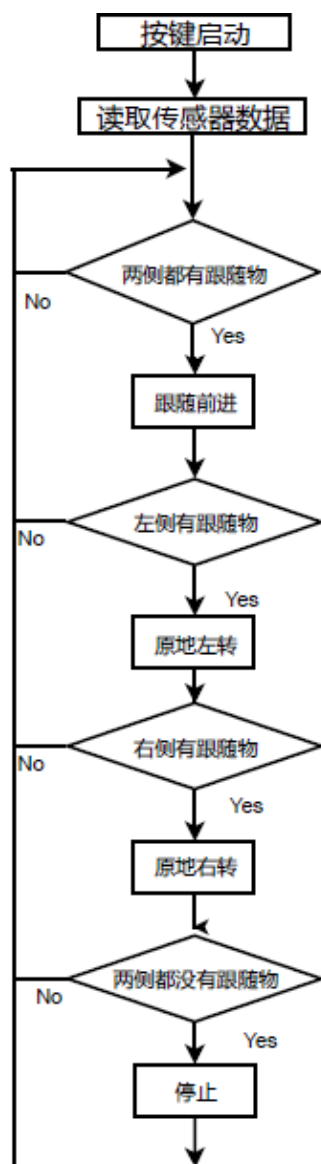 按键启动
读取传感器数据
两侧都有跟随物
No
Yes
跟随前进
左侧有跟随物
No
Yes
原地左转
右侧有跟随物
No
Yes
原地右转
两侧都没有跟随物
No
Yes
停止